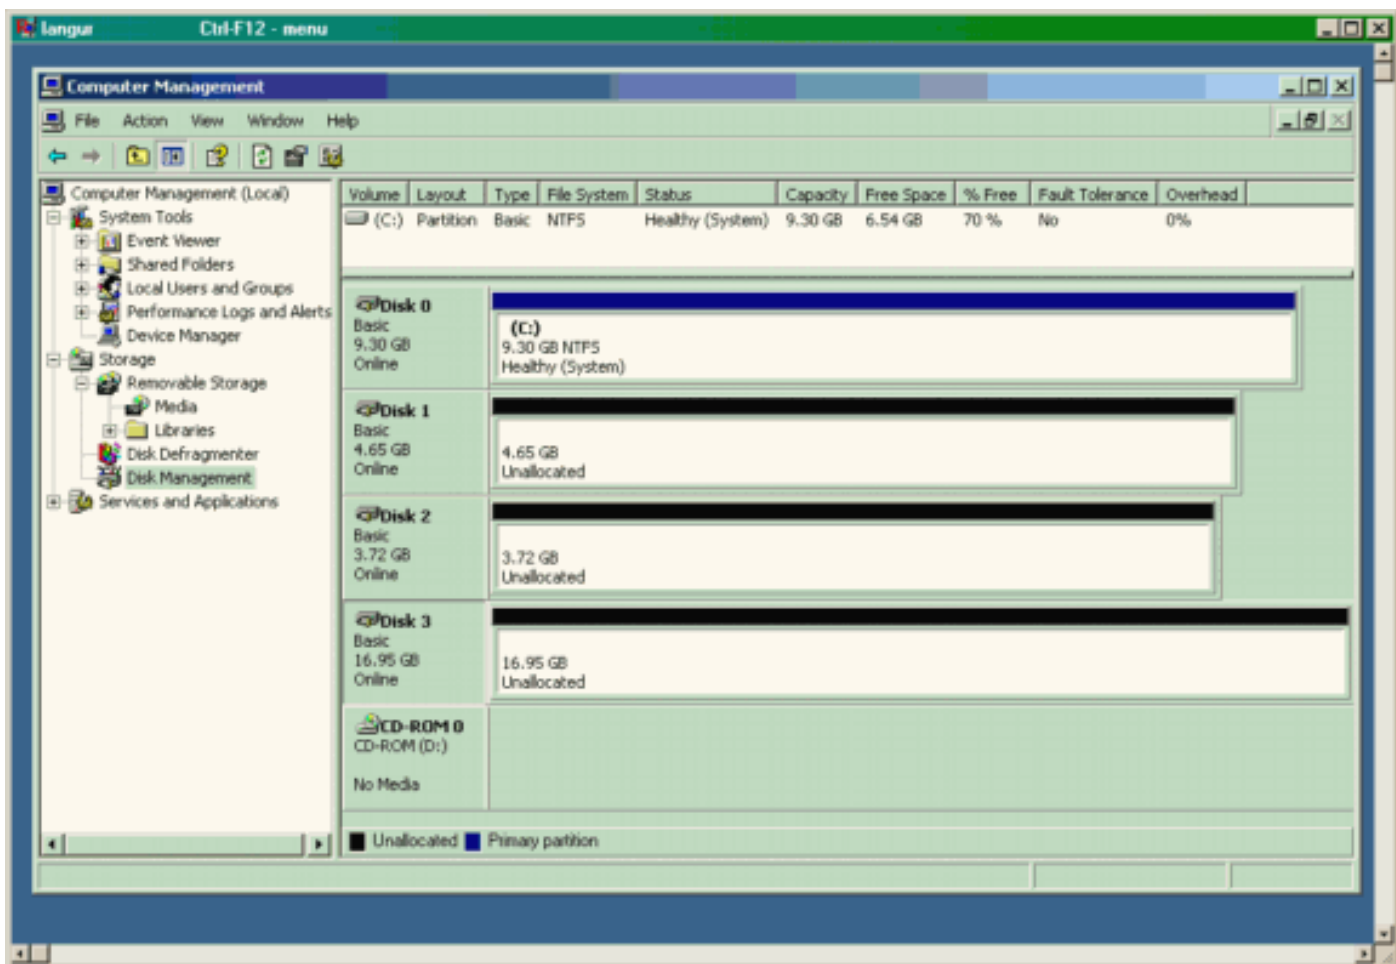 langur Ctrl-F12 - menu
Computer Management
File Action View Window Help
Computer Management (Local)
System Tools
Event Viewer
Shared Folders
Local Users and Groups
Performance Logs and Alerts
Device Manager
Storage
Removable Storage
Media
Libraries
Disk Defragmenter
Disk Management
Services and Applications
Volume Layout Type File System Status Capacity Free Space % Free Fault Tolerance Overhead
(C:) Partition Basic NTFS Healthy (System) 9.30 GB 6.54 GB 70 % No 0%
Disk 0
Basic
9.30 GB
Online
(C:)
9.30 GB NTFS
Healthy (System)
Disk 1
Basic
4.65 GB
Online
4.65 GB
Unallocated
Disk 2
Basic
3.72 GB
Online
3.72 GB
Unallocated
Disk 3
Basic
16.95 GB
Online
16.95 GB
Unallocated
CD-ROM 0
CD-ROM (D:)
No Media
Unallocated Primary partition